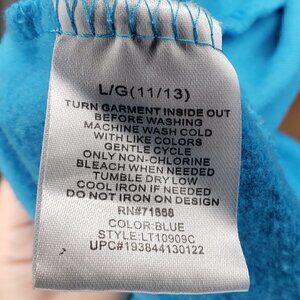 L/G(11/13)
TURN GARMENT INSIDE OUT
BEFORE WASHING
MACHINE WASH COLD
WITH LIKE COLORS
GENTLE CYCLE
ONLY NON-CHLORINE
BLEACH WHEN NEEDED
TUMBLE DRY LOW
COOL IRON IF NEEDED
DO NOT IRON ON DESIGN
RN#71868
COLOR:BLUE
STYLE:LT10909C
UPC#193844130122